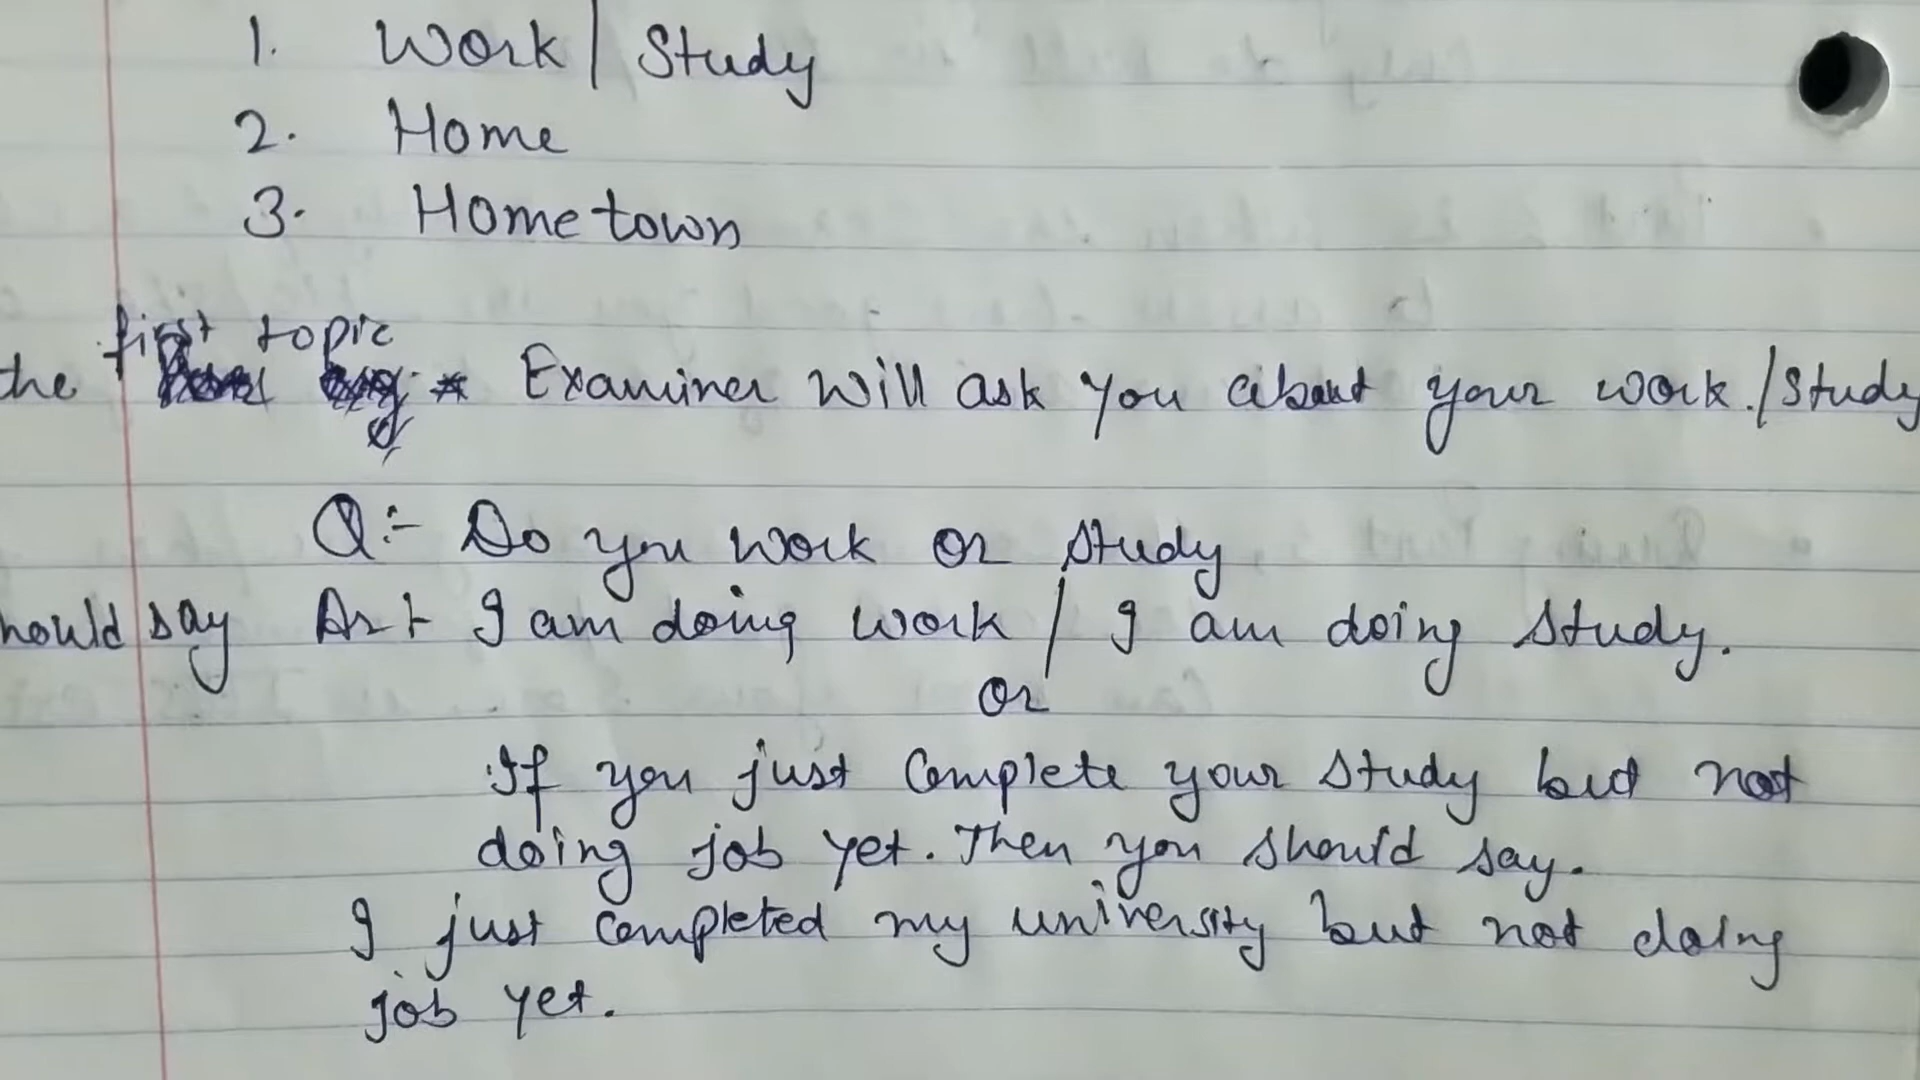 1. Work / Study
2. Home
3. Hometown
first topic
the * Examiner will ask you about your work. / Study
Q:- Do you work or study
hould say Ans:- I am doing work / I am doing study.
or
If you just complete your study but not
doing job yet. Then you should say.
I just completed my university but not doing
job yet.